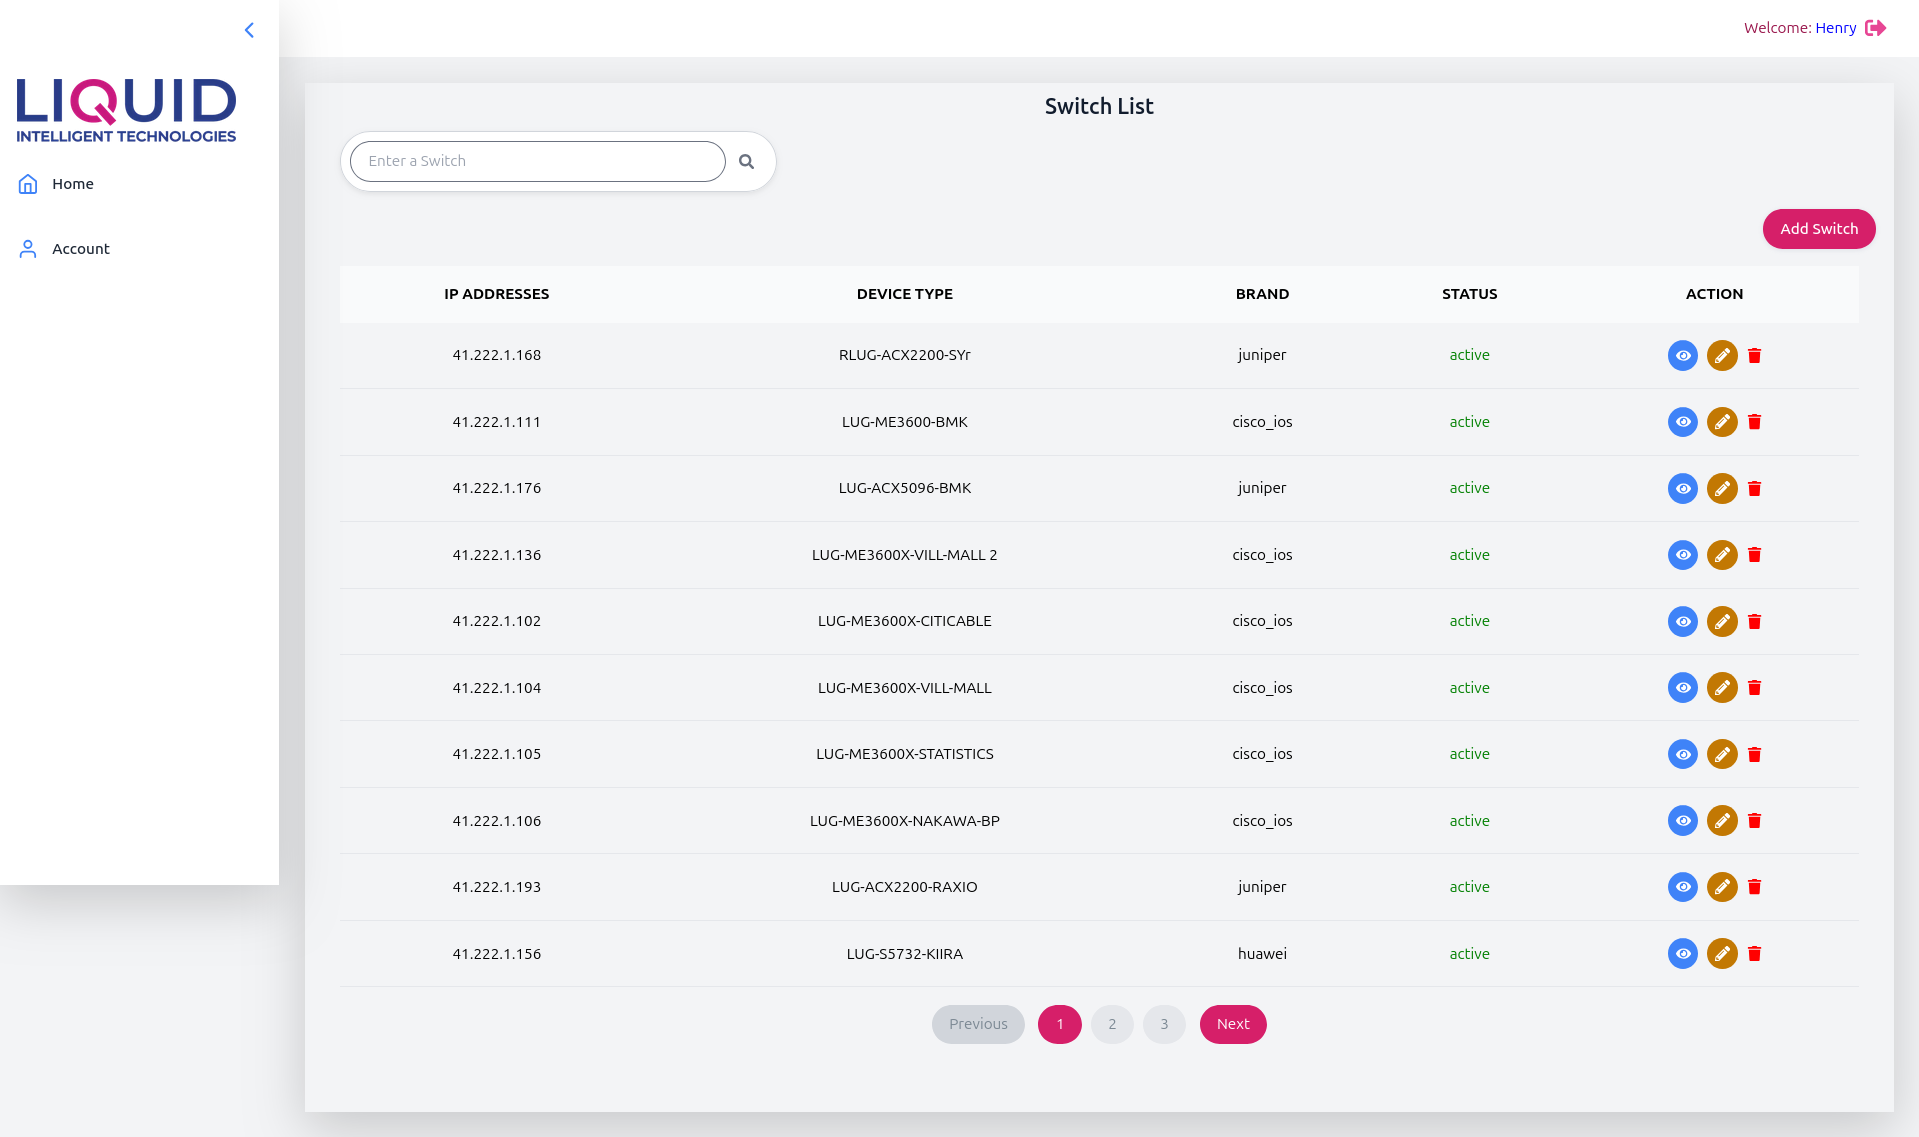 Welcome: Henry
LIQUID
INTELLIGENT TECHNOLOGIES
Home
Account
Switch List
Enter a Switch
Add Switch
IP ADDRESSES DEVICE TYPE BRAND STATUS ACTION
41.222.1.168 RLUG-ACX2200-SYr juniper active
41.222.1.111 LUG-ME3600-BMK cisco_ios active
41.222.1.176 LUG-ACX5096-BMK juniper active
41.222.1.136 LUG-ME3600X-VILL-MALL 2 cisco_ios active
41.222.1.102 LUG-ME3600X-CITICABLE cisco_ios active
41.222.1.104 LUG-ME3600X-VILL-MALL cisco_ios active
41.222.1.105 LUG-ME3600X-STATISTICS cisco_ios active
41.222.1.106 LUG-ME3600X-NAKAWA-BP cisco_ios active
41.222.1.193 LUG-ACX2200-RAXIO juniper active
41.222.1.156 LUG-S5732-KIIRA huawei active
Previous 1 2 3 Next